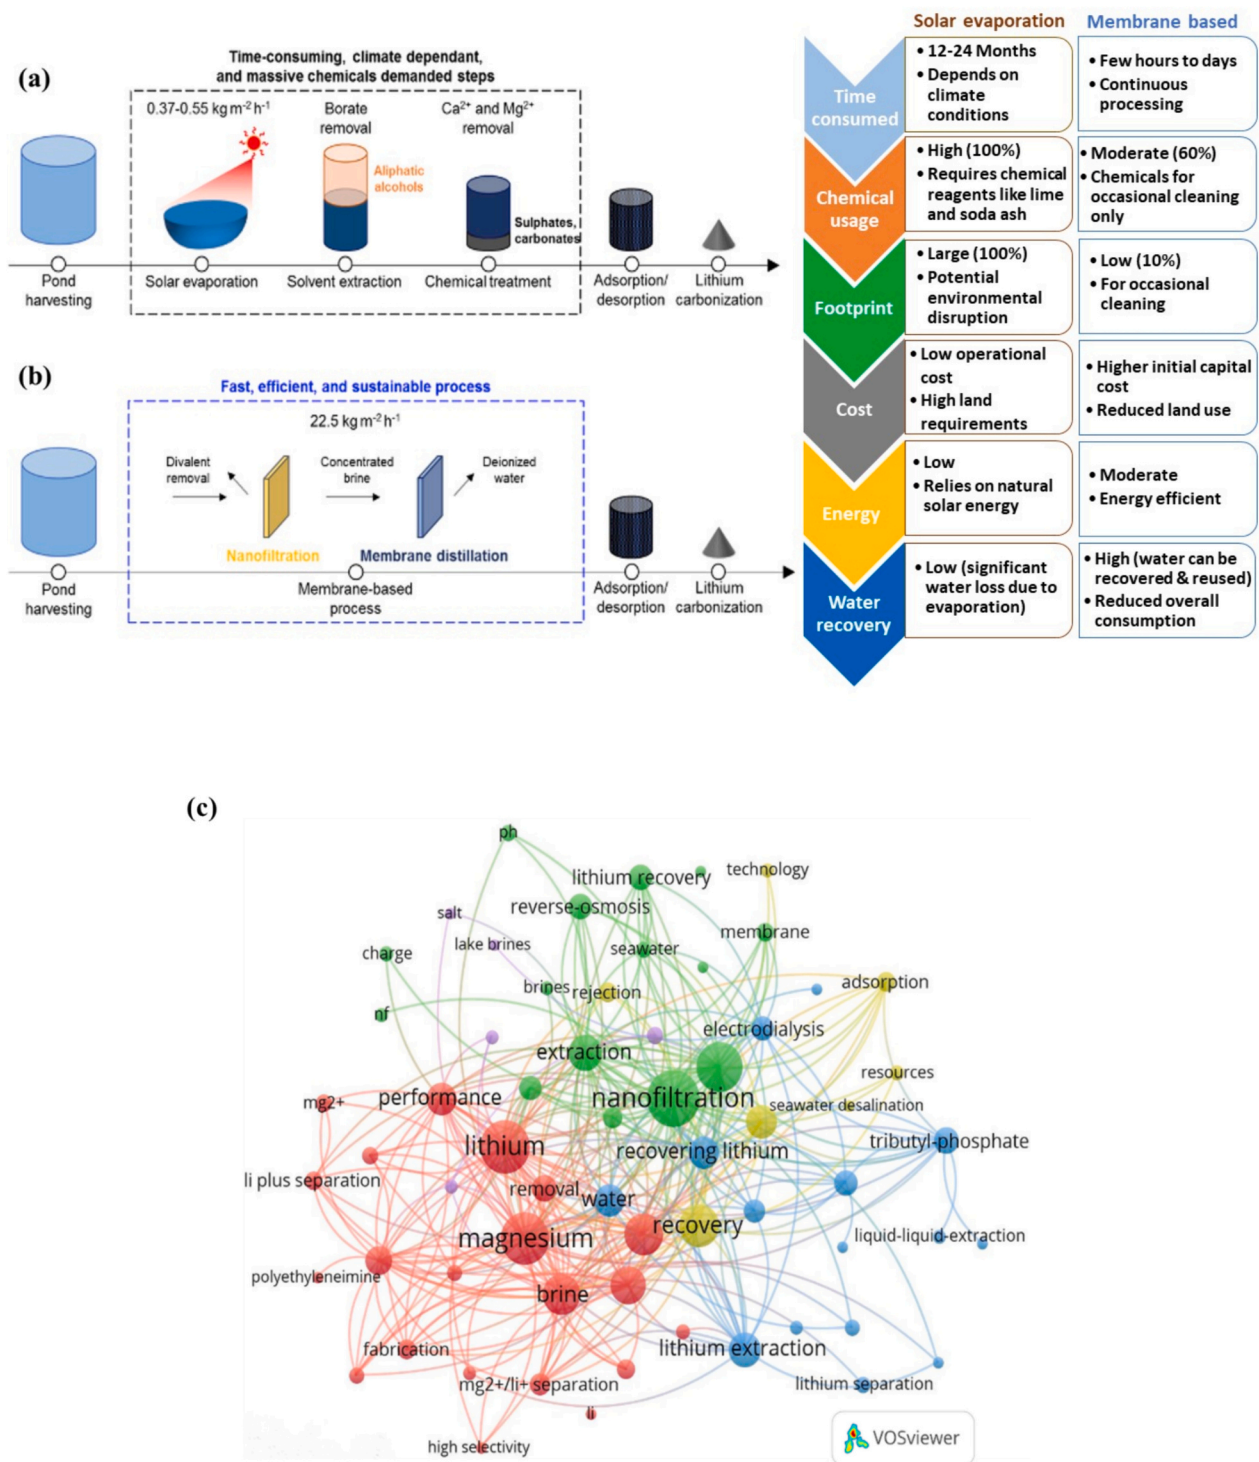 (a)
Time-consuming, climate dependant,
and massive chemicals demanded steps
0.37-0.55 kg m⁻² h⁻¹
Borate
removal
Ca²⁺ and Mg²⁺
removal
Aliphatic
alcohols
Sulphates,
carbonates
Pond
harvesting
Solar evaporation
Solvent extraction
Chemical treatment
Adsorption/
desorption
Lithium
carbonization
(b)
Fast, efficient, and sustainable process
22.5 kg m⁻² h⁻¹
Divalent
removal
Concentrated
brine
Deionized
water
Nanofiltration
Membrane distillation
Pond
harvesting
Membrane-based
process
Adsorption/
desorption
Lithium
carbonization
Solar evaporation
Membrane based
Time
consumed
• 12-24 Months
• Depends on
climate
conditions
• Few hours to days
• Continuous
processing
Chemical
usage
• High (100%)
• Requires chemical
reagents like lime
and soda ash
• Moderate (60%)
• Chemicals for
occasional cleaning
only
Footprint
• Large (100%)
• Potential
environmental
disruption
• Low (10%)
• For occasional
cleaning
Cost
• Low operational
cost
• High land
requirements
• Higher initial capital
cost
• Reduced land use
Energy
• Low
• Relies on natural
solar energy
• Moderate
• Energy efficient
Water
recovery
• Low (significant
water loss due to
evaporation)
• High (water can be
recovered & reused)
• Reduced overall
consumption
(c)
ph
technology
lithium recovery
reverse-osmosis
salt
membrane
lake brines
seawater
charge
adsorption
brines
rejection
nf
electrodialysis
extraction
resources
nanofiltration
performance
mg2+
seawater desalination
tributyl-phosphate
lithium
recovering lithium
li plus separation
removal
water
recovery
magnesium
liquid-liquid-extraction
polyethyleneimine
brine
fabrication
lithium extraction
mg2+/li+ separation
lithium separation
li
high selectivity
VOSviewer